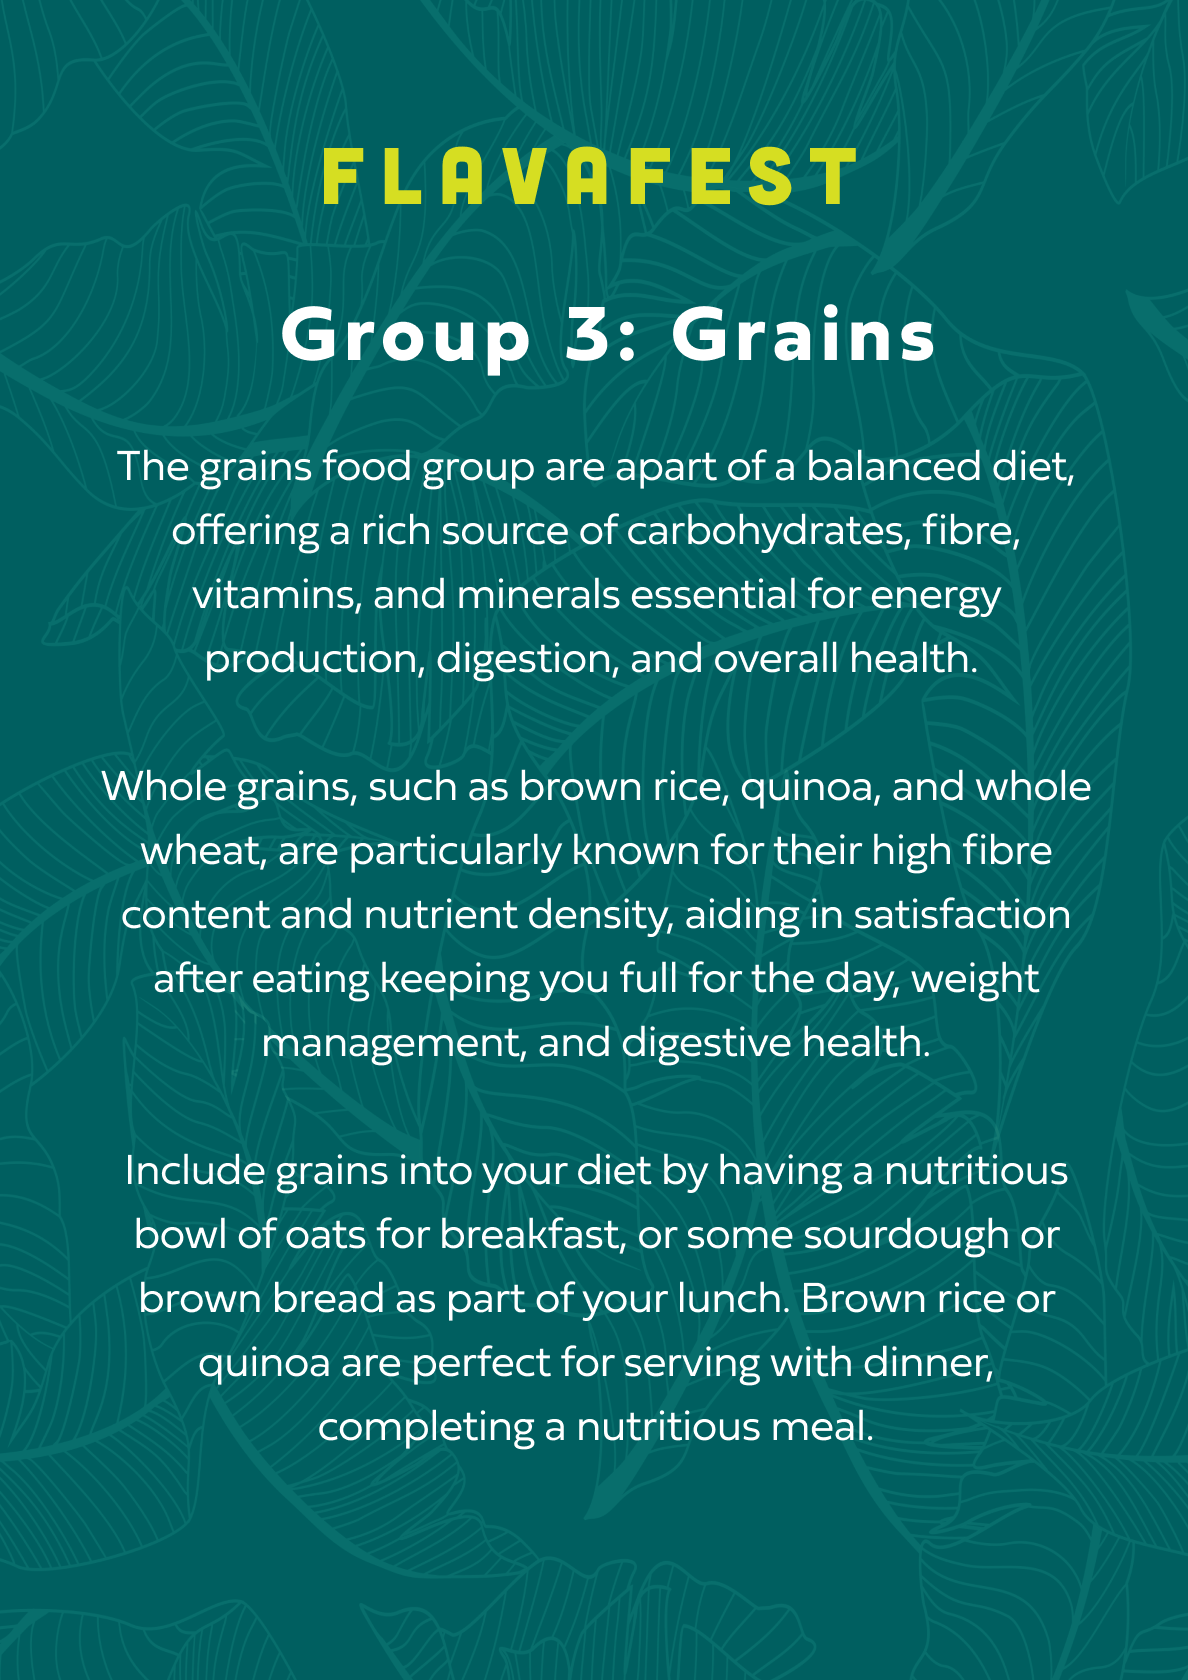 FLAVAFEST
Group 3: Grains
The grains food group are apart of a balanced diet,
offering a rich source of carbohydrates, fibre,
vitamins, and minerals essential for energy
production, digestion, and overall health.
Whole grains, such as brown rice, quinoa, and whole
wheat, are particularly known for their high fibre
content and nutrient density, aiding in satisfaction
after eating keeping you full for the day, weight
management, and digestive health.
Include grains into your diet by having a nutritious
bowl of oats for breakfast, or some sourdough or
brown bread as part of your lunch. Brown rice or
quinoa are perfect for serving with dinner,
completing a nutritious meal.